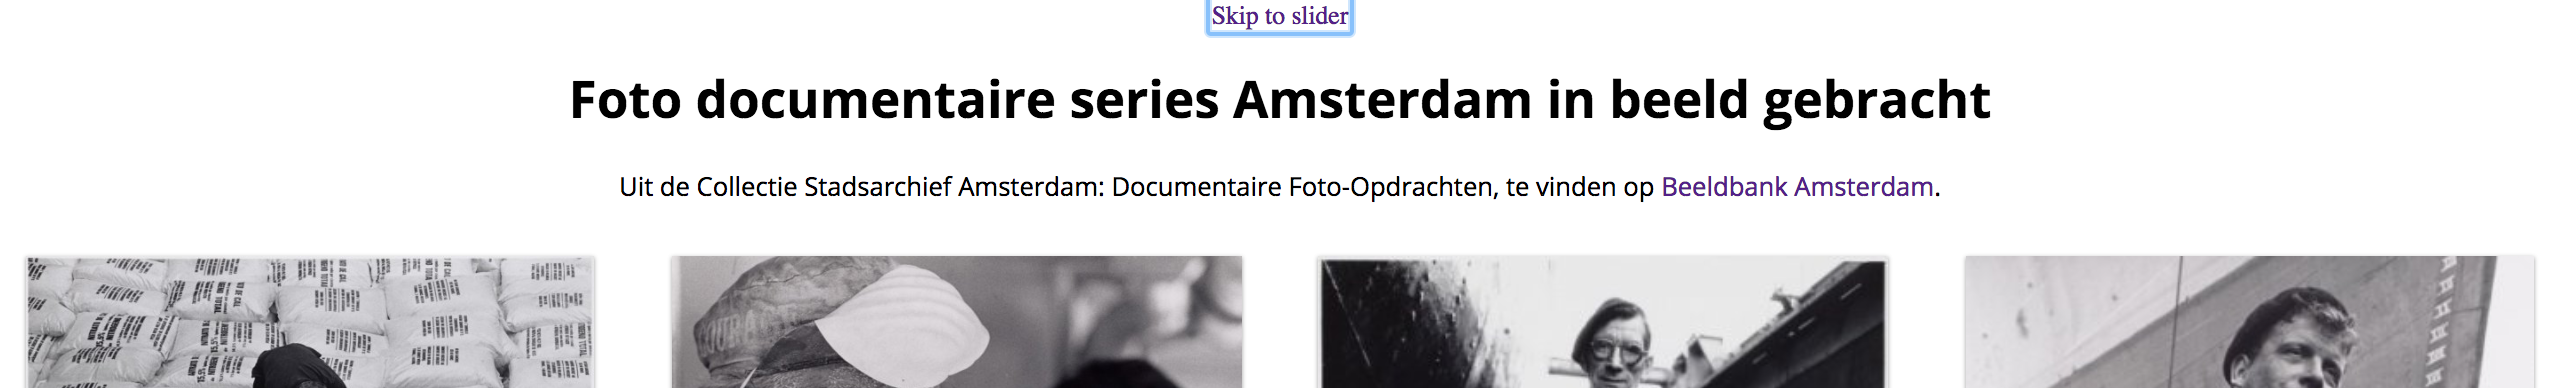 Skip to slider
Foto documentaire series Amsterdam in beeld gebracht
Uit de Collectie Stadsarchief Amsterdam: Documentaire Foto-Opdrachten, te vinden op Beeldbank Amsterdam.